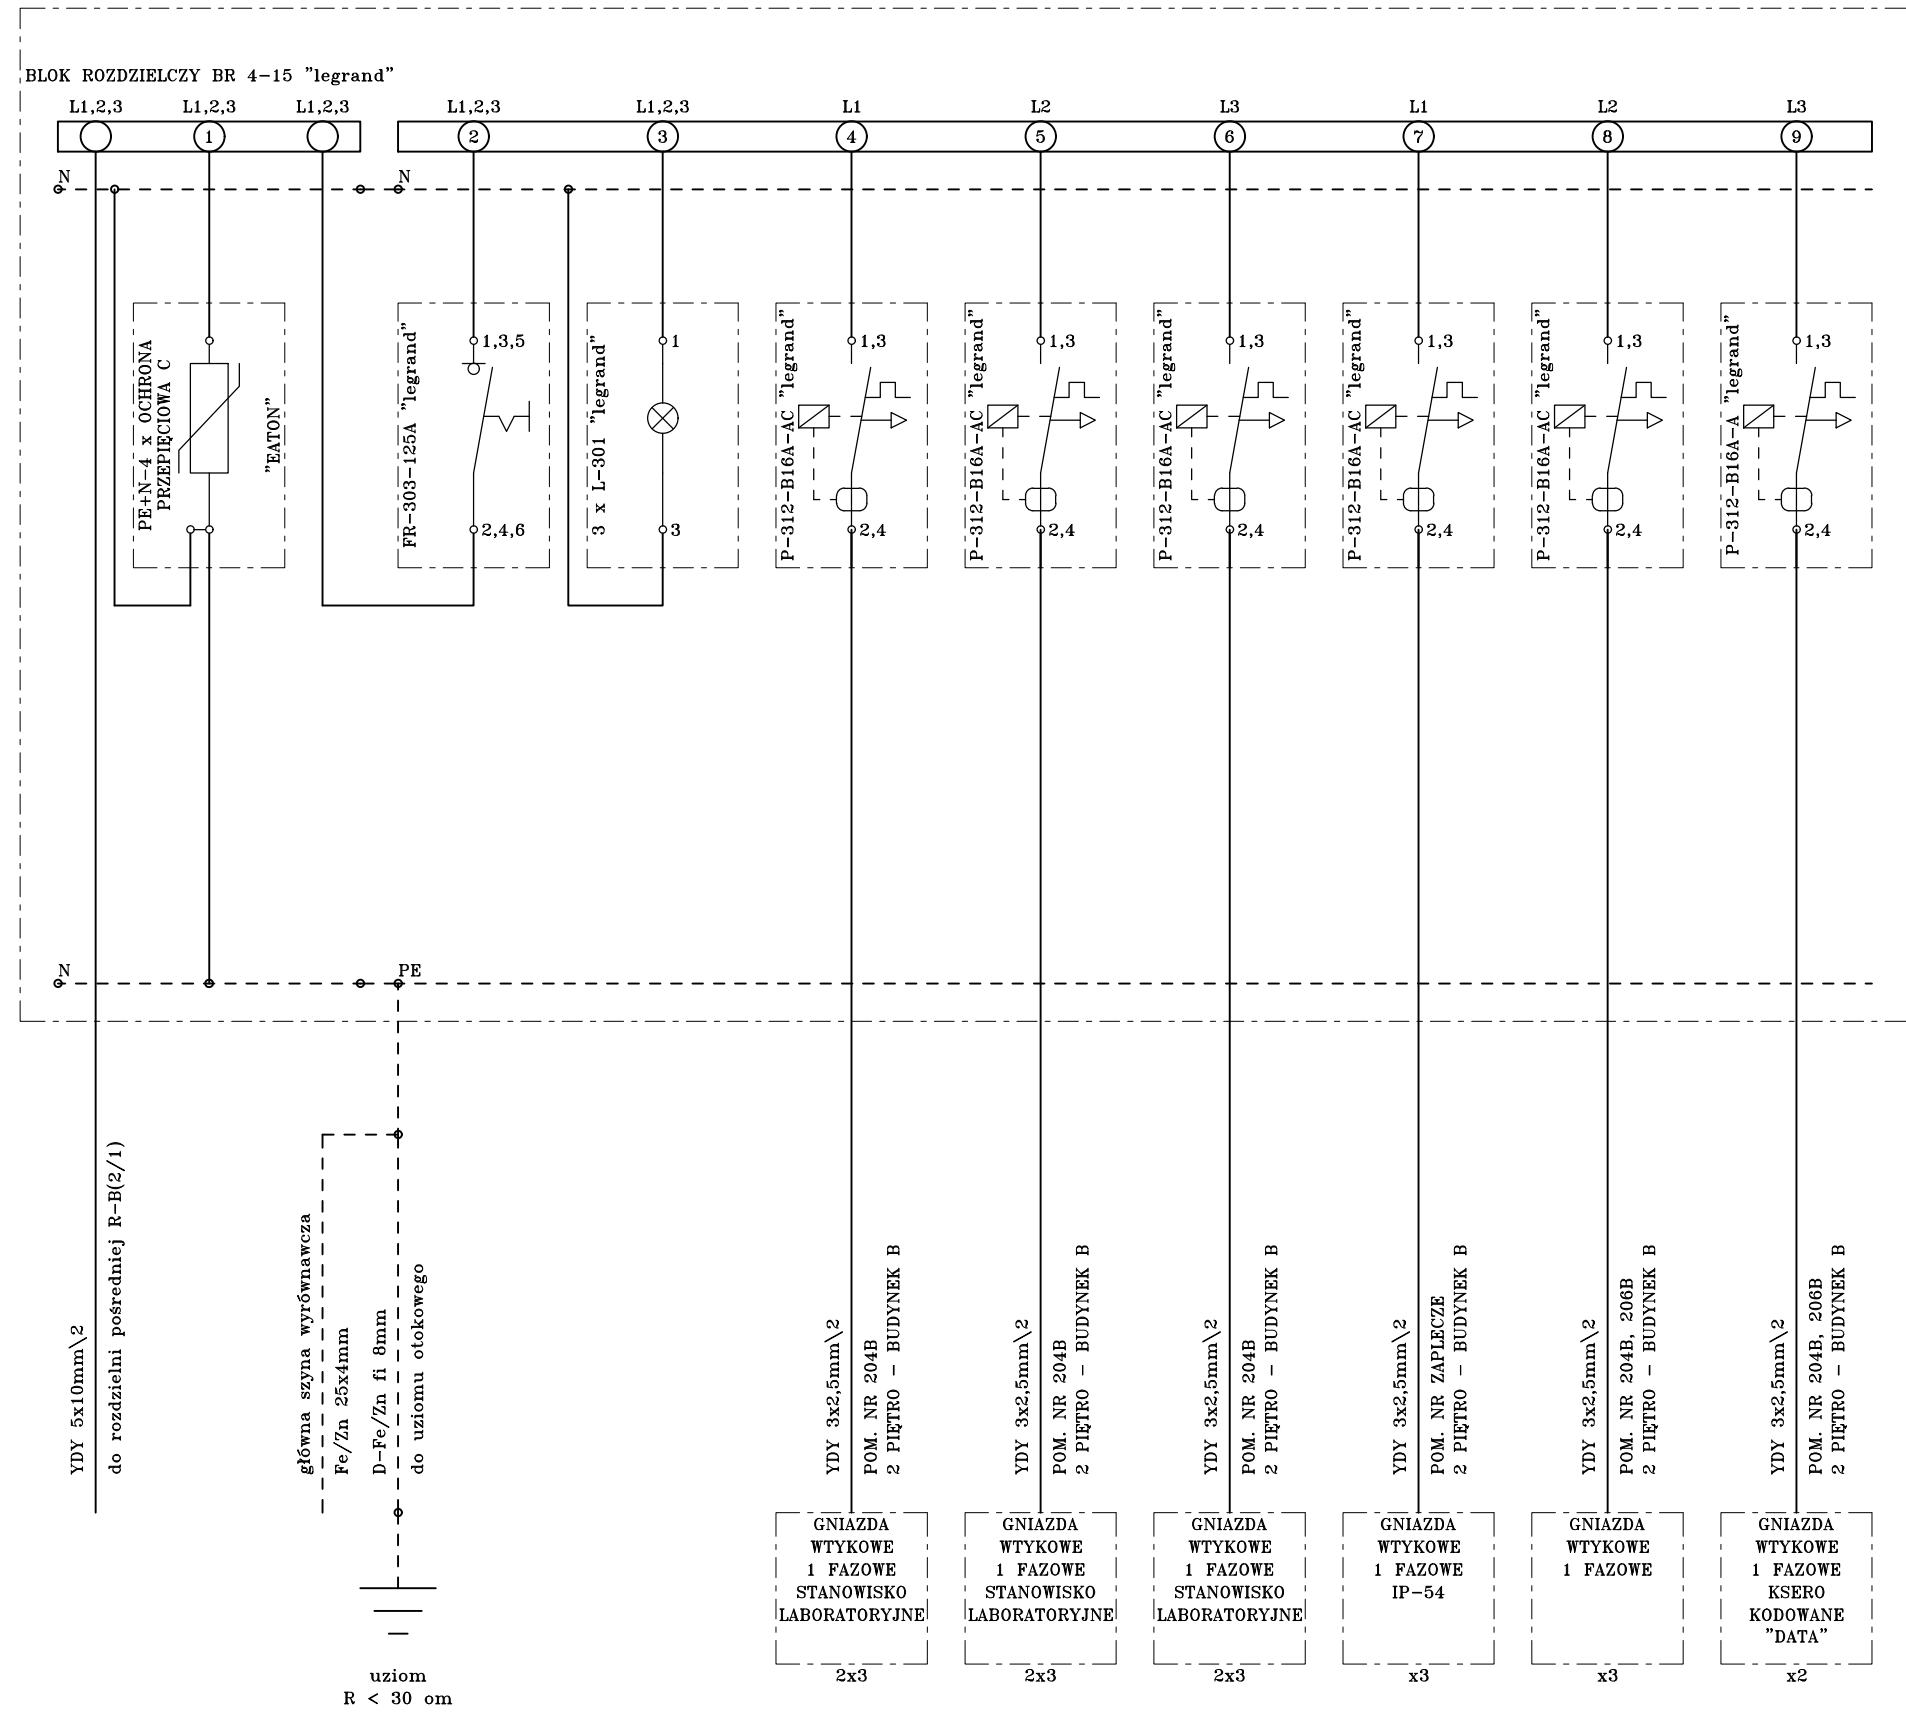 BLOK ROZDZIELCZY BR 4-15 "legrand"
L1,2,3
L1,2,3
L1,2,3
L1,2,3
L1,2,3
L1
L2
L3
L1
L2
L3
1
2
3
4
5
6
7
8
9
N
N
PE+N-4 x OCHRONA
PRZEPIĘCIOWA C
"EATON"
FR-303-125A "legrand"
1,3,5
2,4,6
3 x L-301 "legrand"
1
3
P-312-B16A-AC "legrand"
1,3
2,4
P-312-B16A-AC "legrand"
1,3
2,4
P-312-B16A-AC "legrand"
1,3
2,4
P-312-B16A-AC "legrand"
1,3
2,4
P-312-B16A-AC "legrand"
1,3
2,4
P-312-B16A-A "legrand"
1,3
2,4
N
PE
YDY 5x10mm\2
do rozdzielni pośredniej R-B(2/1)
główna szyna wyrównawcza
Fe/Zn 25x4mm
D-Fe/Zn fi 8mm
do uziomu otokowego
YDY 3x2,5mm\2
POM. NR 204B
2 PIĘTRO - BUDYNEK B
YDY 3x2,5mm\2
POM. NR 204B
2 PIĘTRO - BUDYNEK B
YDY 3x2,5mm\2
POM. NR 204B
2 PIĘTRO - BUDYNEK B
YDY 3x2,5mm\2
POM. NR ZAPLECZE
2 PIĘTRO - BUDYNEK B
YDY 3x2,5mm\2
POM. NR 204B, 206B
2 PIĘTRO - BUDYNEK B
YDY 3x2,5mm\2
POM. NR 204B, 206B
2 PIĘTRO - BUDYNEK B
uziom
R < 30 om
GNIAZDA
WTYKOWE
1 FAZOWE
STANOWISKO
LABORATORYJNE
2x3
GNIAZDA
WTYKOWE
1 FAZOWE
STANOWISKO
LABORATORYJNE
2x3
GNIAZDA
WTYKOWE
1 FAZOWE
STANOWISKO
LABORATORYJNE
2x3
GNIAZDA
WTYKOWE
1 FAZOWE
IP-54
x3
GNIAZDA
WTYKOWE
1 FAZOWE
x3
GNIAZDA
WTYKOWE
1 FAZOWE
KSERO
KODOWANE
"DATA"
x2